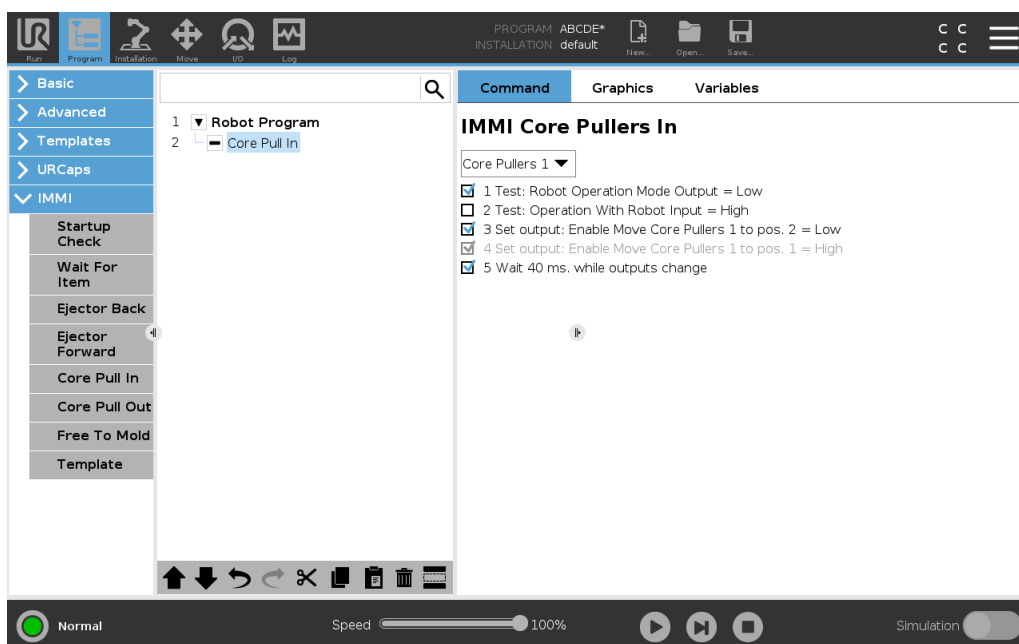 PROGRAM ABCDE*
INSTALLATION default
New... Open... Save...
C C
C C
UR
Run Program Installation Move I/O Log
Basic
Advanced
Templates
URCaps
IMMI
Startup
Check
Wait For
Item
Ejector Back
Ejector
Forward
Core Pull In
Core Pull Out
Free To Mold
Template
1 Robot Program
2 Core Pull In
Command Graphics Variables
IMMI Core Pullers In
Core Pullers 1
1 Test: Robot Operation Mode Output = Low
2 Test: Operation With Robot Input = High
3 Set output: Enable Move Core Pullers 1 to pos. 2 = Low
4 Set output: Enable Move Core Pullers 1 to pos. 1 = High
5 Wait 40 ms. while outputs change
Normal
Speed 100%
Simulation